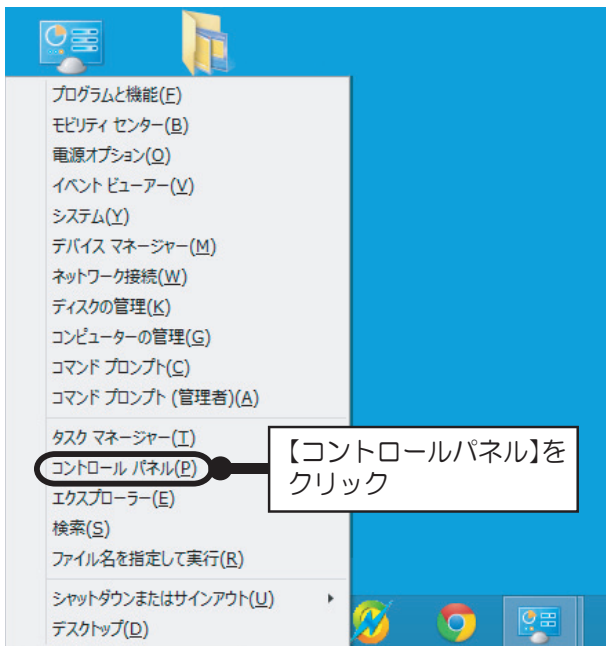 プログラムと機能(F)
モビリティ センター(B)
電源オプション(O)
イベント ビューアー(V)
システム(Y)
デバイス マネージャー(M)
ネットワーク接続(W)
ディスクの管理(K)
コンピューターの管理(G)
コマンド プロンプト(C)
コマンド プロンプト (管理者)(A)
タスク マネージャー(T)
コントロール パネル(P)
【コントロールパネル】を
クリック
エクスプローラー(E)
検索(S)
ファイル名を指定して実行(R)
シャットダウンまたはサインアウト(U)
デスクトップ(D)